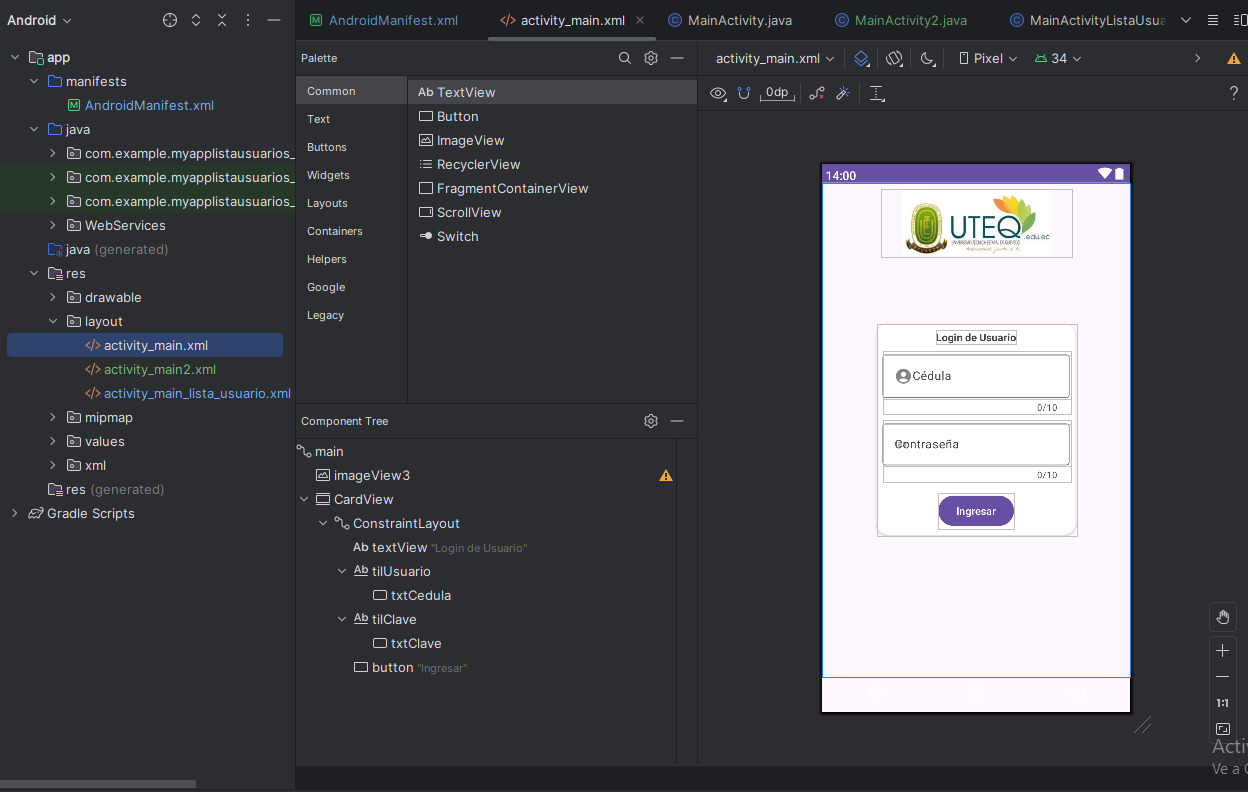 Android
AndroidManifest.xml
activity_main.xml
MainActivity.java
MainActivity2.java
MainActivityListaUsua
app
manifests
AndroidManifest.xml
java
com.example.myapplistausuarios_
com.example.myapplistausuarios_
com.example.myapplistausuarios_
WebServices
java (generated)
res
drawable
layout
activity_main.xml
activity_main2.xml
activity_main_lista_usuario.xml
mipmap
values
xml
res (generated)
Gradle Scripts
Palette
Common
Text
Buttons
Widgets
Layouts
Containers
Helpers
Google
Legacy
Ab TextView
Button
ImageView
RecyclerView
FragmentContainerView
ScrollView
Switch
Component Tree
main
imageView3
CardView
ConstraintLayout
Ab textView "Login de Usuario"
Ab tilUsuario
txtCedula
Ab tilClave
txtClave
button "Ingresar"
activity_main.xml
Pixel
34
0dp
?
14:00
UTEQ
.edu.ec
UNIVERSIDAD TÉCNICA ESTATAL DE QUEVEDO
Login de Usuario
Cédula
0/10
Contraseña
0/10
Ingresar
1:1
Activ
Ve a C